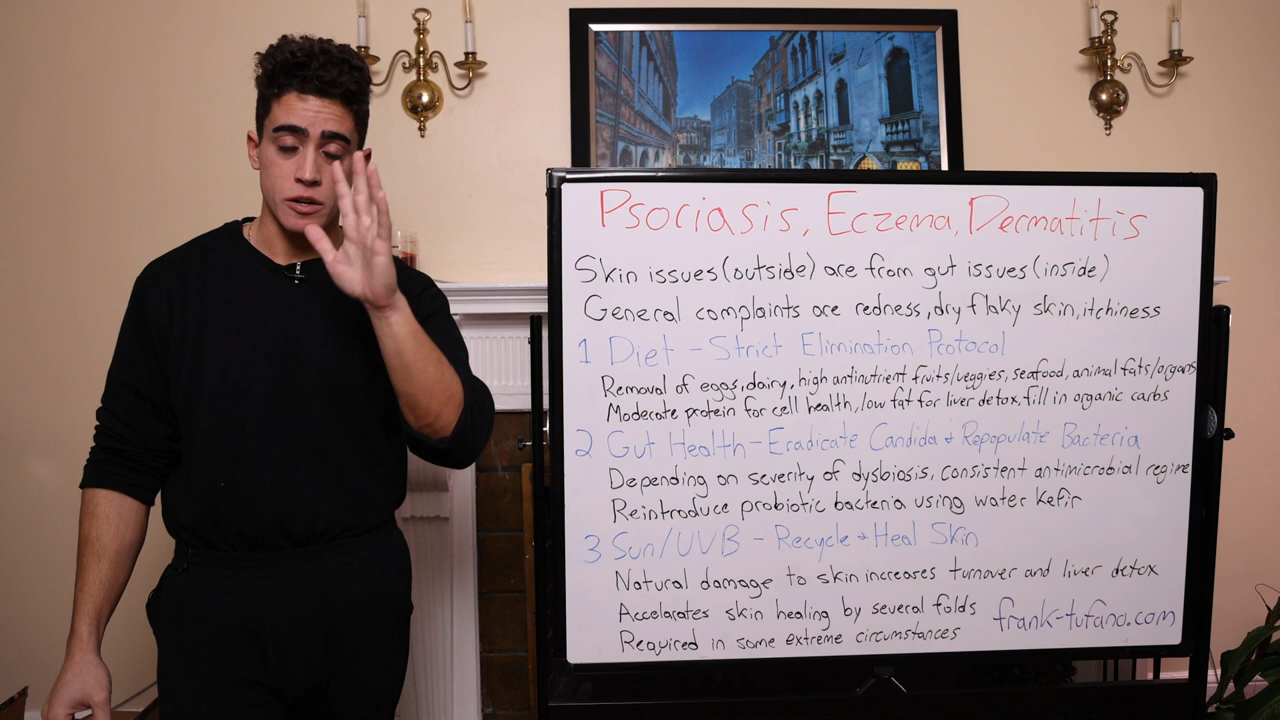 Psoriasis, Eczema, Dermatitis
Skin issues (outside) are from gut issues (inside)
General complaints are redness, dry flaky skin, itchiness
1 Diet - Strict Elimination Protocol
Removal of eggs, dairy, high antinutrient fruits/veggies, seafood, animal fats/organs
Moderate protein for cell health, low fat for liver detox, fill in organic carbs
2 Gut Health - Eradicate Candida + Repopulate Bacteria
Depending on severity of dysbiosis, consistent antimicrobial regime
Reintroduce probiotic bacteria using water kefir
3 Sun/UVB - Recycle + Heal Skin
Natural damage to skin increases turnover and liver detox
Accelarates skin healing by several folds
Required in some extreme circumstances
frank-tufano.com